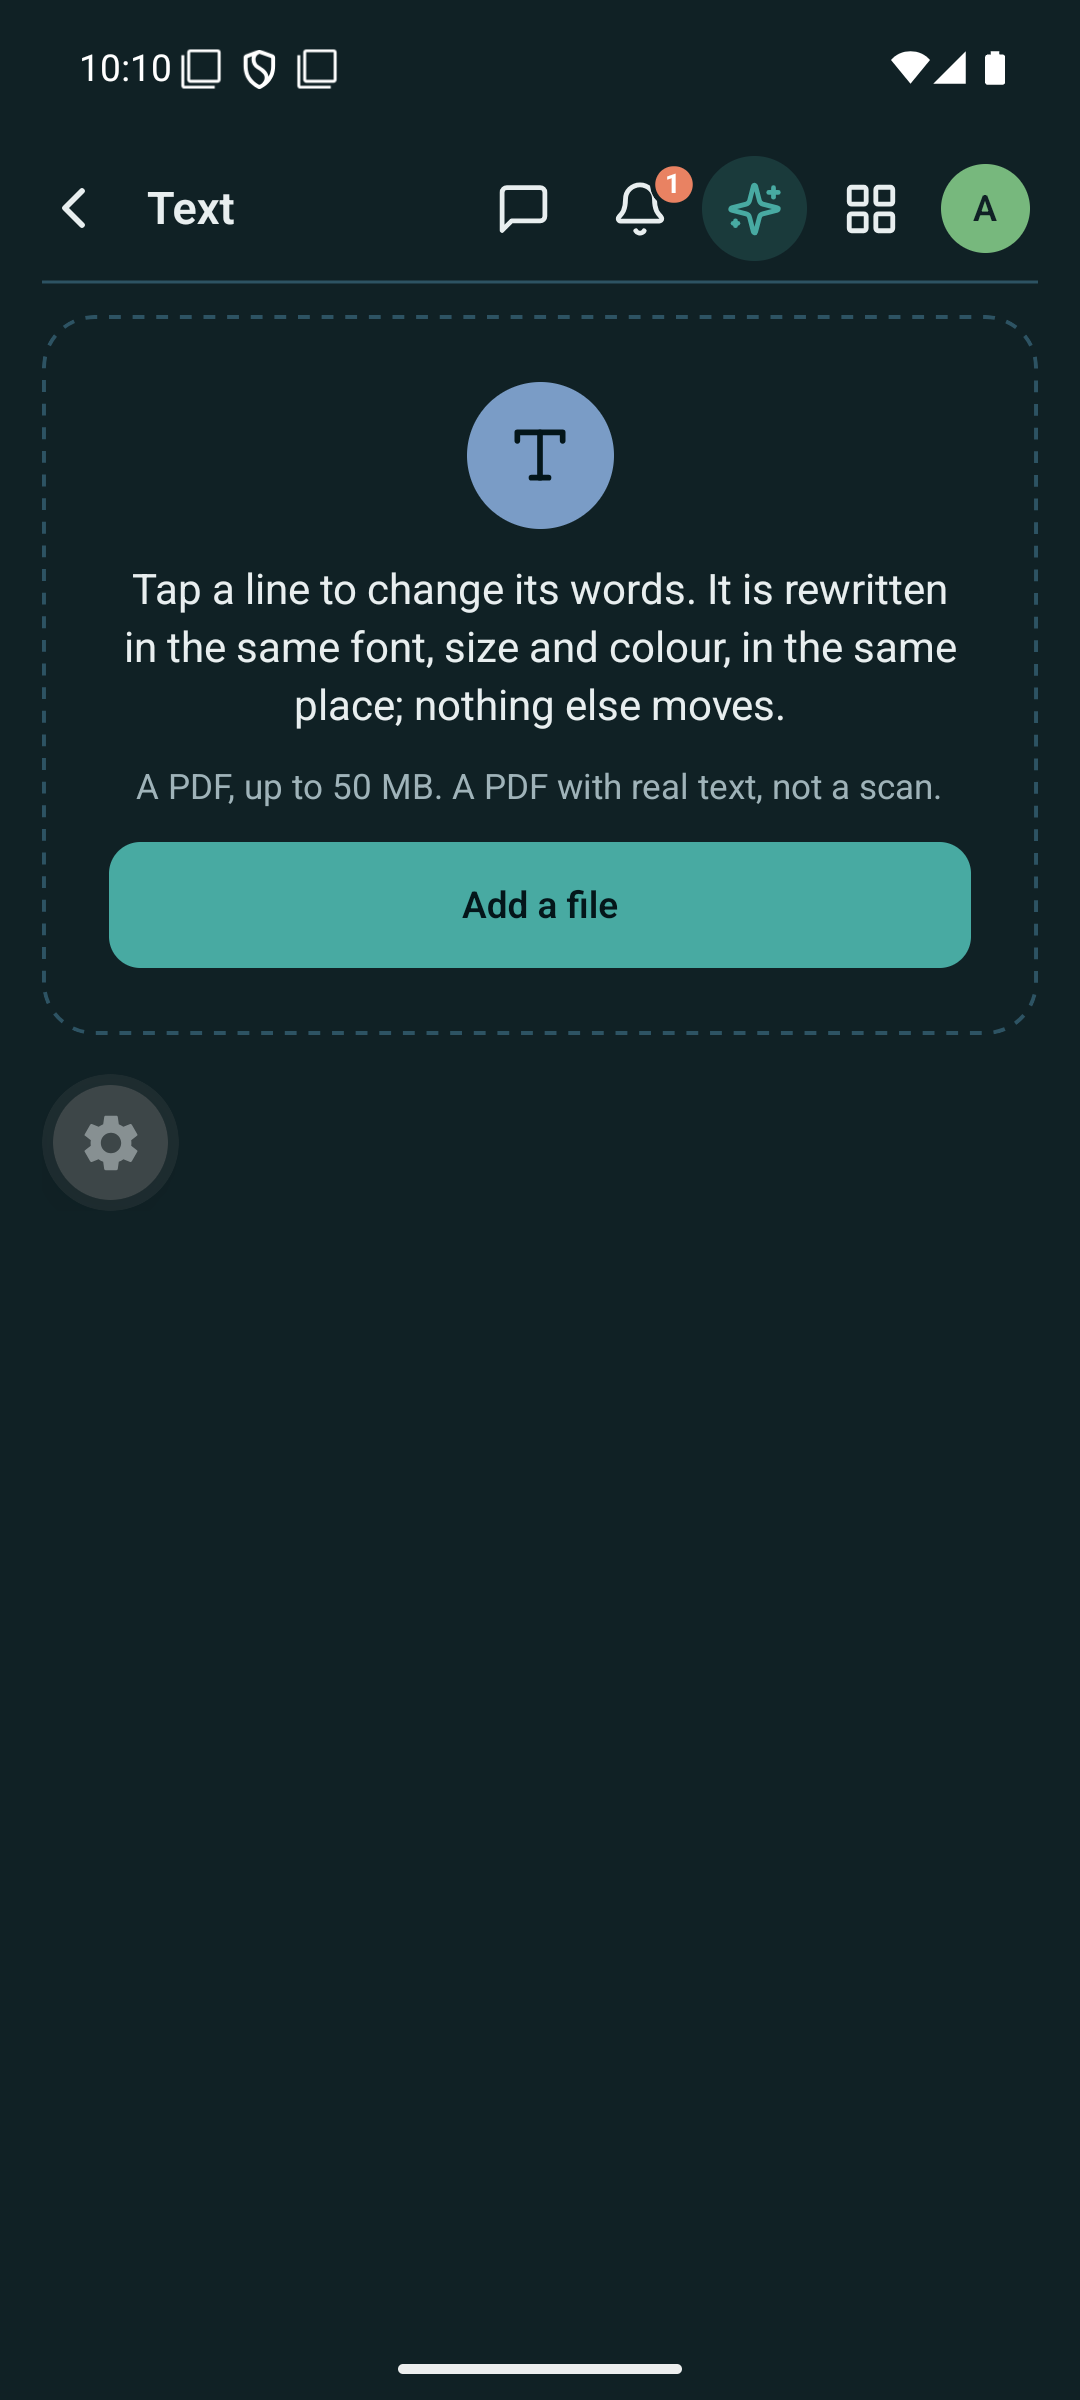 10:10
Text
1
A
T
Tap a line to change its words. It is rewritten
in the same font, size and colour, in the same
place; nothing else moves.
A PDF, up to 50 MB. A PDF with real text, not a scan.
Add a file